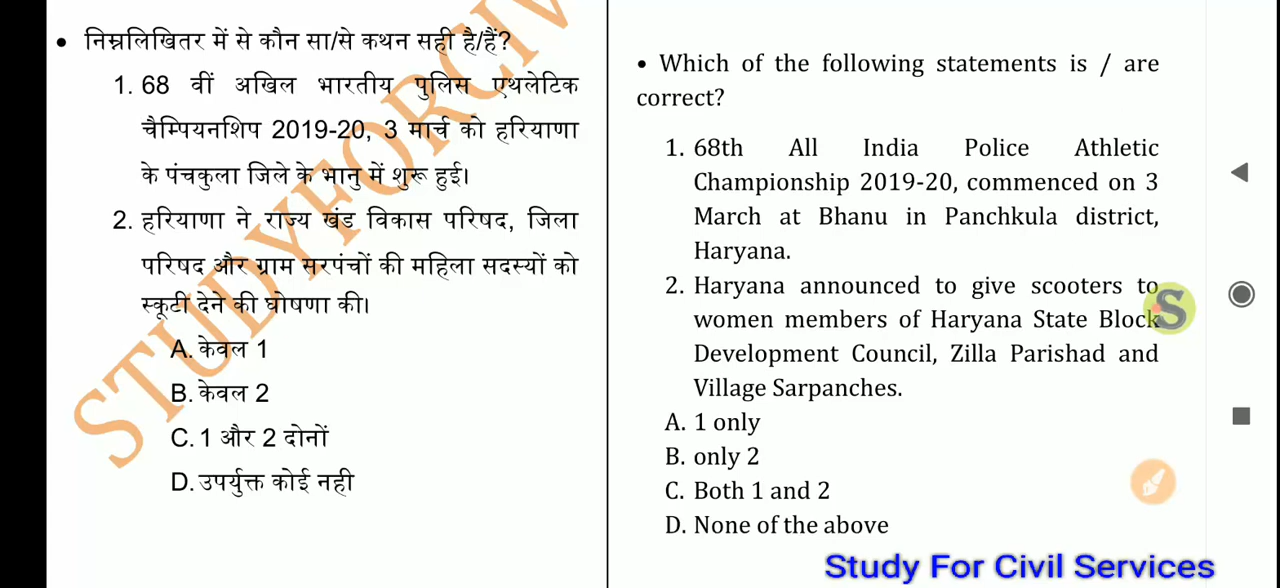 • निम्नलिखितर में से कौन सा/से कथन सही है/हैं?
1. 68 वीं अखिल भारतीय पुलिस एथलेटिक
चैम्पियनशिप 2019-20, 3 मार्च को हरियाणा
के पंचकुला जिले के भानु में शुरू हुई।
2. हरियाणा ने राज्य खंड विकास परिषद, जिला
परिषद और ग्राम सरपंचों की महिला सदस्यों को
स्कूटी देने की घोषणा की।
A. केवल 1
B. केवल 2
C. 1 और 2 दोनों
D. उपर्युक्त कोई नही
STUDYFORCIV
• Which of the following statements is / are
correct?
1. 68th All India Police Athletic
Championship 2019-20, commenced on 3
March at Bhanu in Panchkula district,
Haryana.
2. Haryana announced to give scooters to
women members of Haryana State Block
Development Council, Zilla Parishad and
Village Sarpanches.
A. 1 only
B. only 2
C. Both 1 and 2
D. None of the above
S
Study For Civil Services